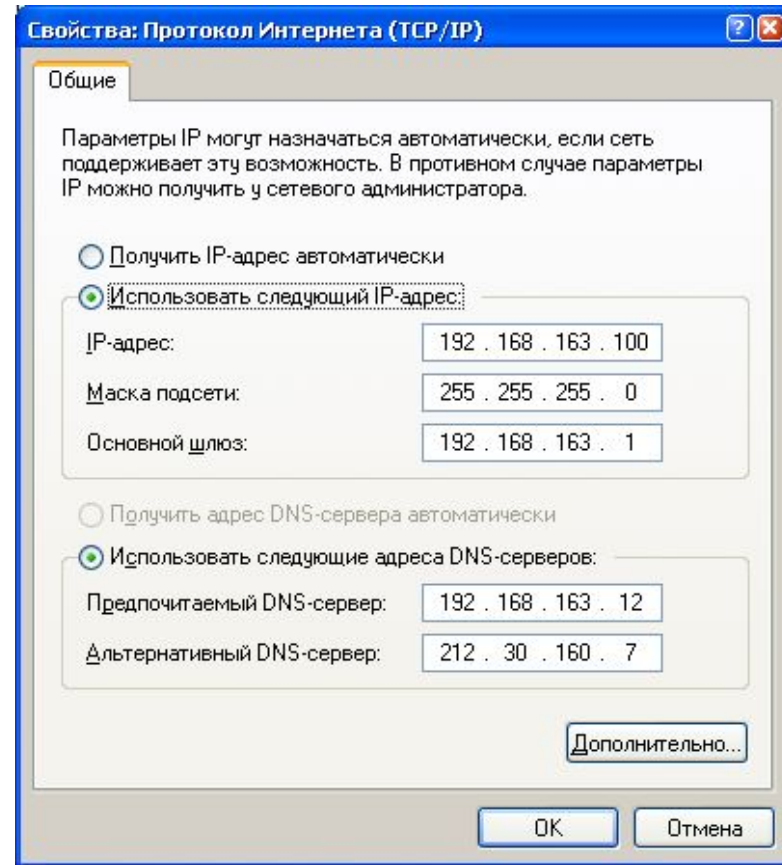 Свойства: Протокол Интернета (TCP/IP)
Общие
Параметры IP могут назначаться автоматически, если сеть
поддерживает эту возможность. В противном случае параметры
IP можно получить у сетевого администратора.
Получить IP-адрес автоматически
Использовать следующий IP-адрес:
IP-адрес: 192 . 168 . 163 . 100
Маска подсети: 255 . 255 . 255 . 0
Основной шлюз: 192 . 168 . 163 . 1
Получить адрес DNS-сервера автоматически
Использовать следующие адреса DNS-серверов:
Предпочитаемый DNS-сервер: 192 . 168 . 163 . 12
Альтернативный DNS-сервер: 212 . 30 . 160 . 7
Дополнительно...
OK Отмена